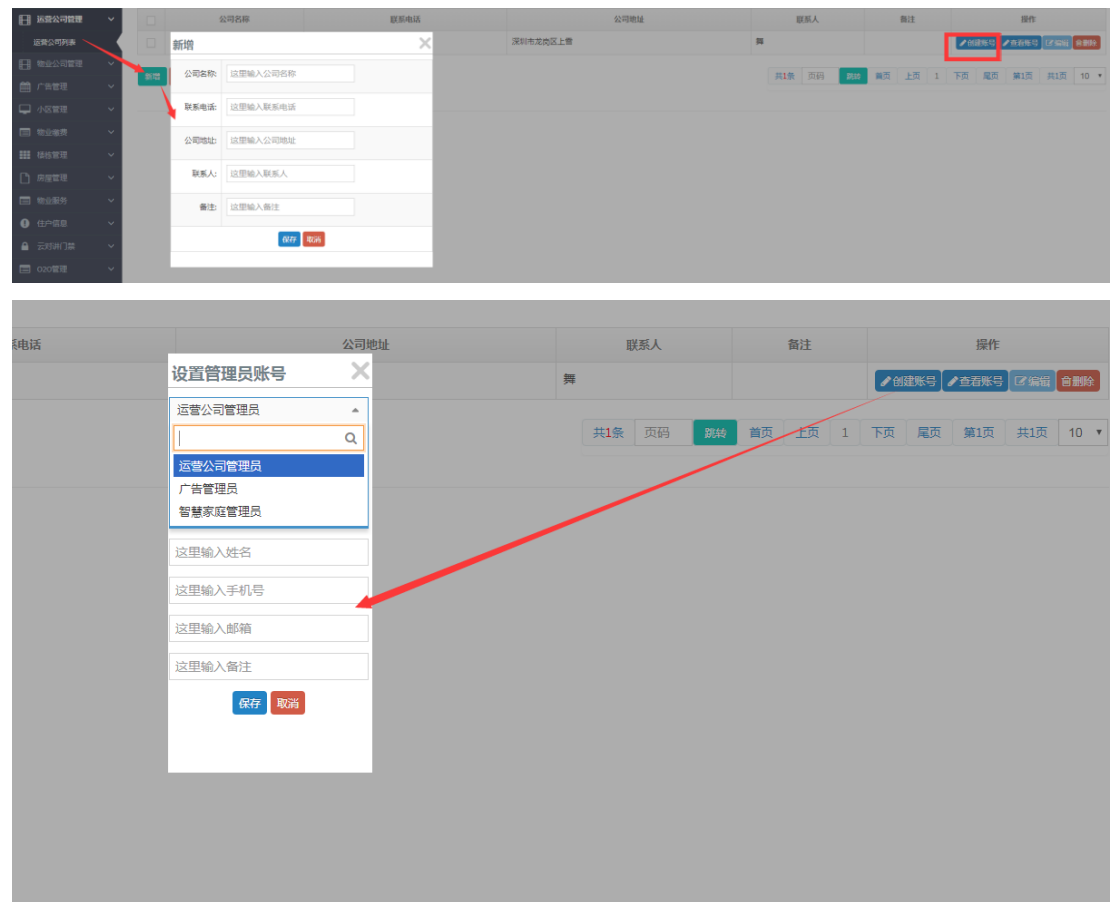 运营公司管理
公司名称 联系电话 公司地址 联系人 备注 操作
运营公司列表
新增
深圳市龙岗区上雪 舞 创建账号 查看账号 编辑 删除
物业公司管理
新增
公司名称: 这里输入公司名称
共1条 页码 跳转 首页 上页 1 下页 尾页 第1页 共1页 10
广告管理
联系电话: 这里输入联系电话
小区管理
物业缴费
公司地址: 这里输入公司地址
楼栋管理
联系人: 这里输入联系人
房屋管理
物业服务
备注: 这里输入备注
住户信息
保存 取消
云对讲门禁
O2O管理
系电话 公司地址 联系人 备注 操作
设置管理员账号
舞 创建账号 查看账号 编辑 删除
运营公司管理员
共1条 页码 跳转 首页 上页 1 下页 尾页 第1页 共1页 10
运营公司管理员
广告管理员
智慧家庭管理员
这里输入姓名
这里输入手机号
这里输入邮箱
这里输入备注
保存 取消